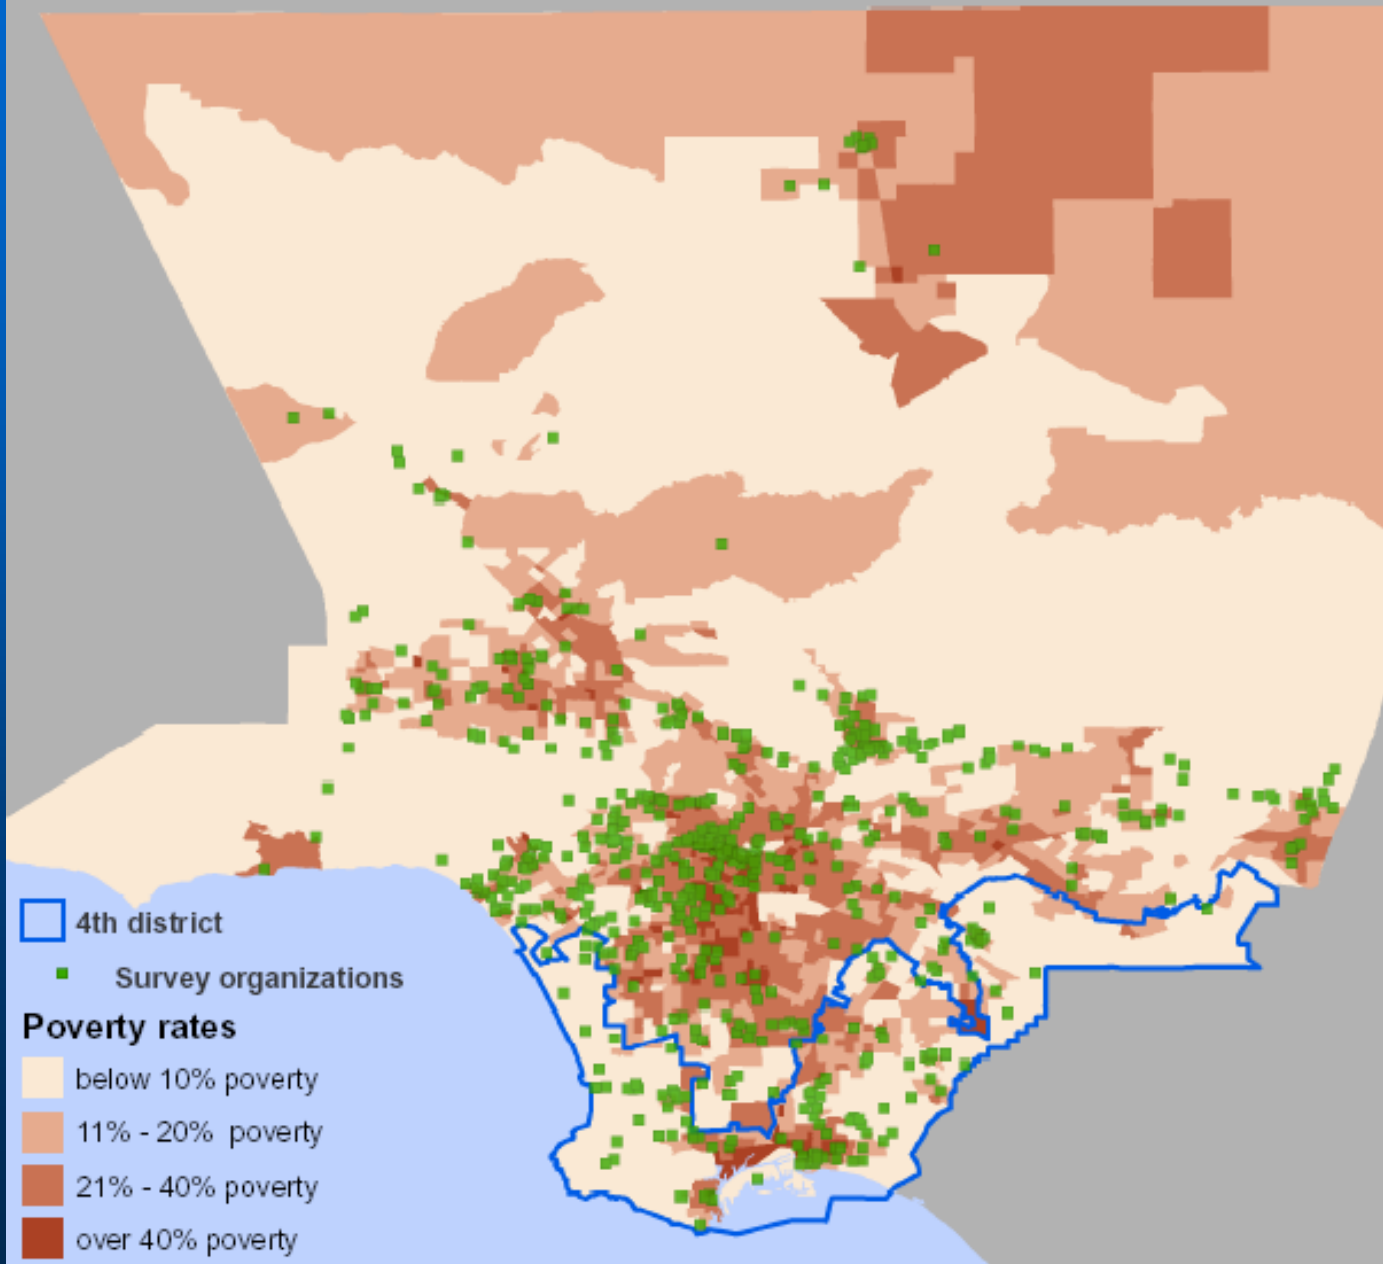 4th district
Survey organizations
Poverty rates
below 10% poverty
11% - 20% poverty
21% - 40% poverty
over 40% poverty